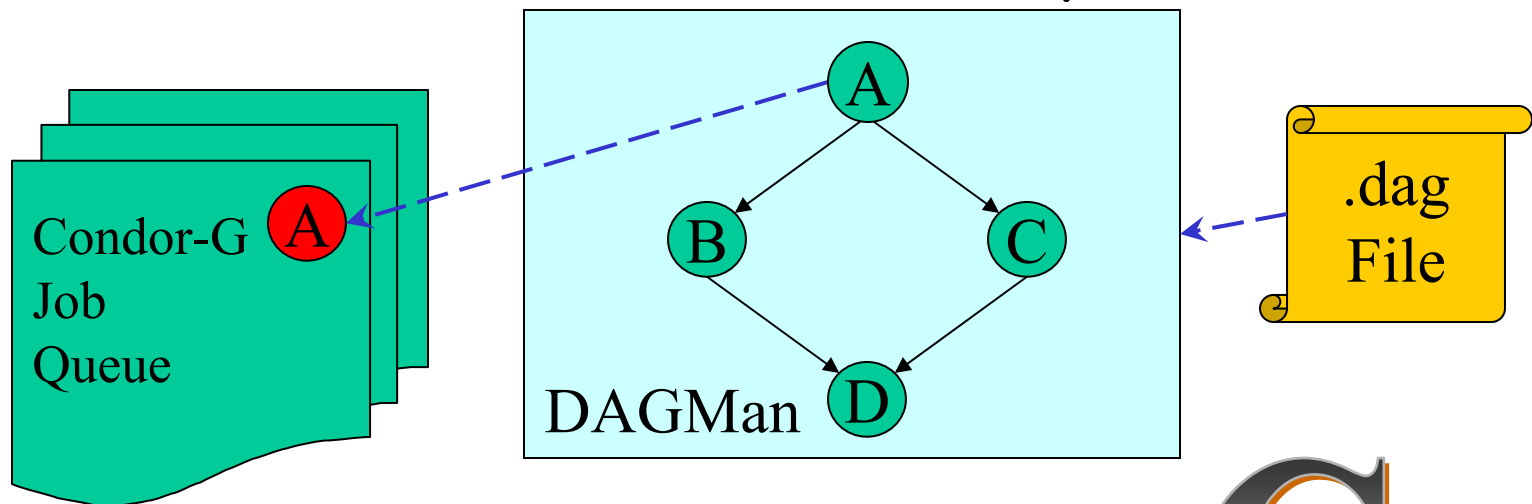 A
Condor-G
Job
Queue
A
B
C
D
DAGMan
.dag
File
C